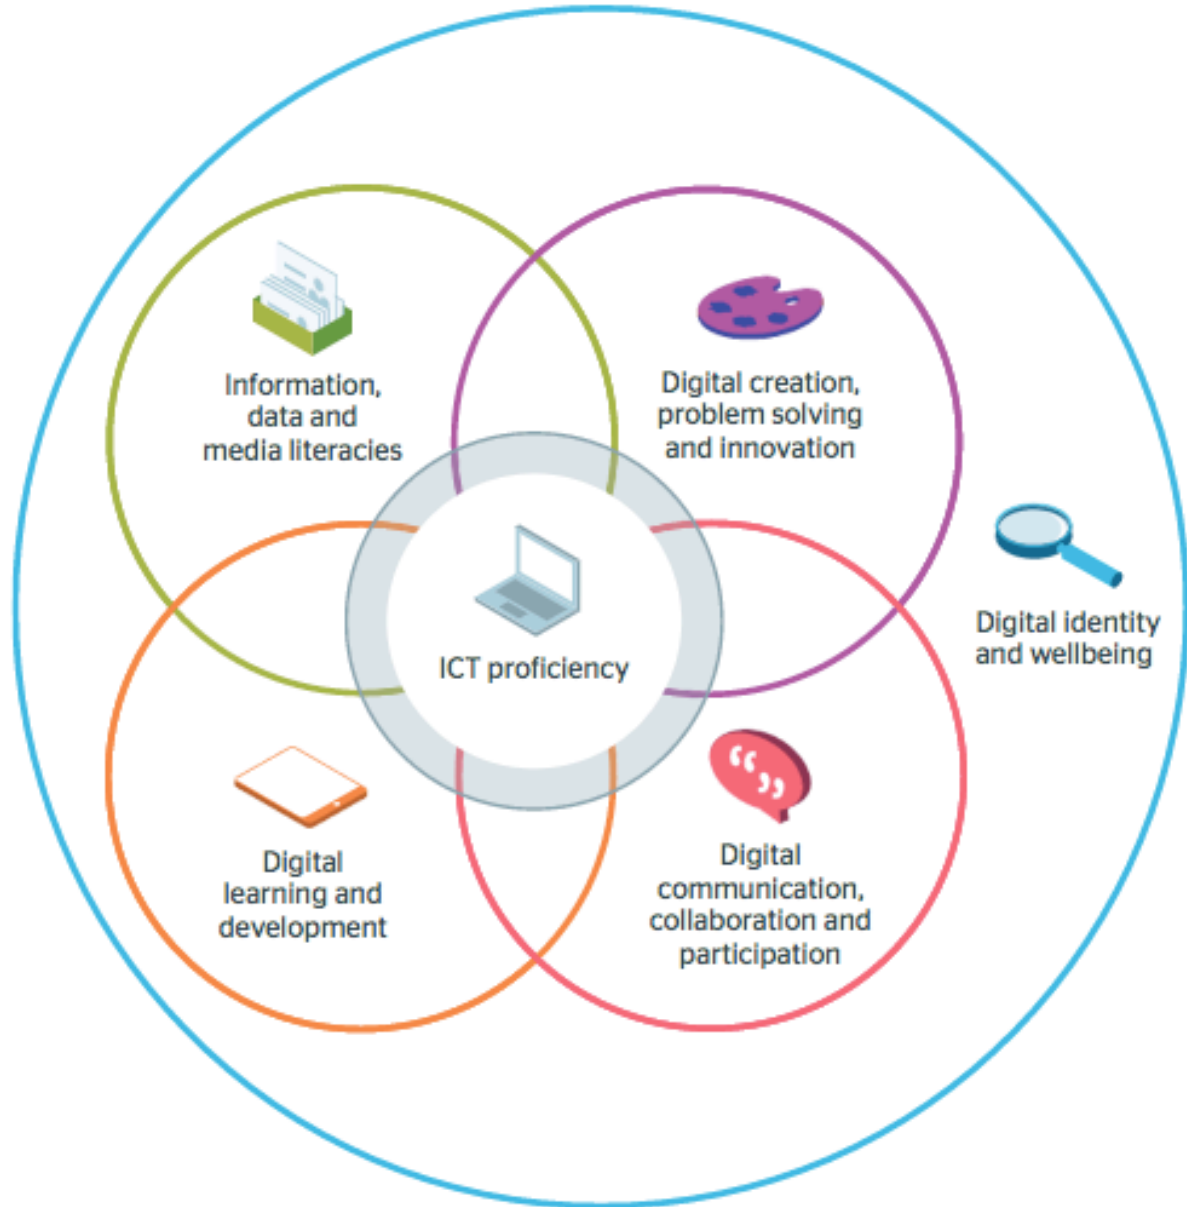 Information,
data and
media literacies
Digital creation,
problem solving
and innovation
ICT proficiency
Digital identity
and wellbeing
Digital
learning and
development
Digital
communication,
collaboration and
participation